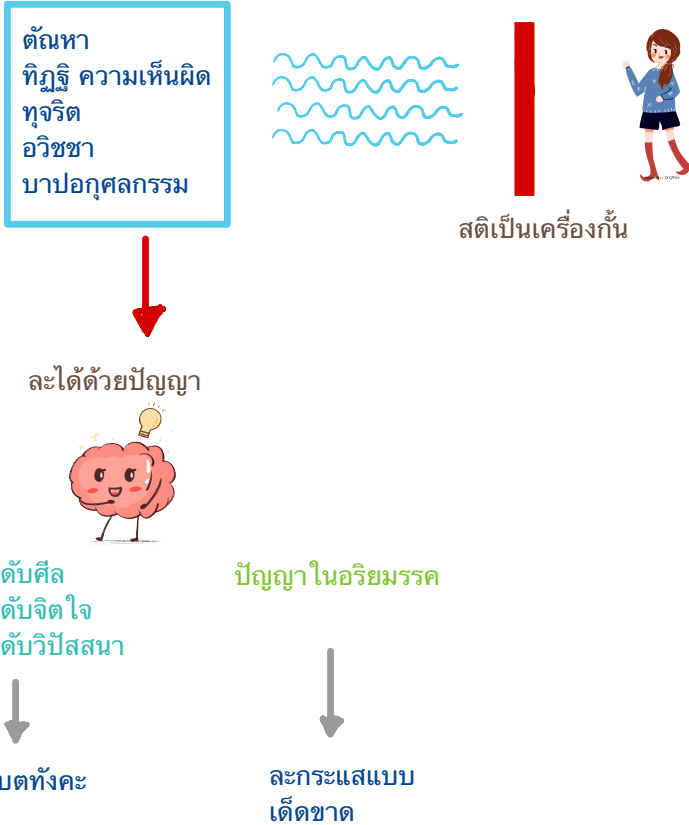 ตัณหา
ทิฏฐิ ความเห็นผิด
ทุจริต
อวิชชา
บาปอกุศลกรรม
สติเป็นเครื่องกั้น
ละได้ด้วยปัญญา
ดับศีล
ดับจิตใจ
ดับวิปัสสนา
ปัญญาในอริยมรรค
บตทังคะ
ละกระแสแบบ
เด็ดขาด